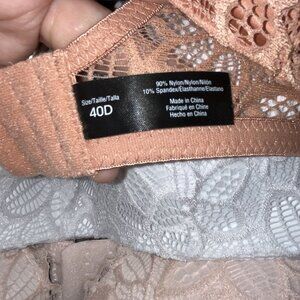 Size/Taille/Talla
40D
90% Nylon/Nylon/Nilón
10% Spandex/Elasthanne/Elastano
Made in China
Fabriqué en Chine
Hecho en China